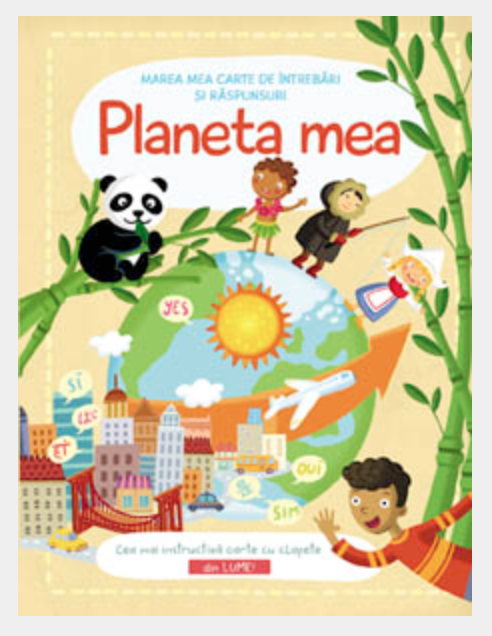 MAREA MEA CARTE DE ÎNTREBĂRI
ȘI RĂSPUNSURI
Planeta mea
YES
SÍ
OUI
SIM
Cea mai instructivă carte cu clapete
din LUME!